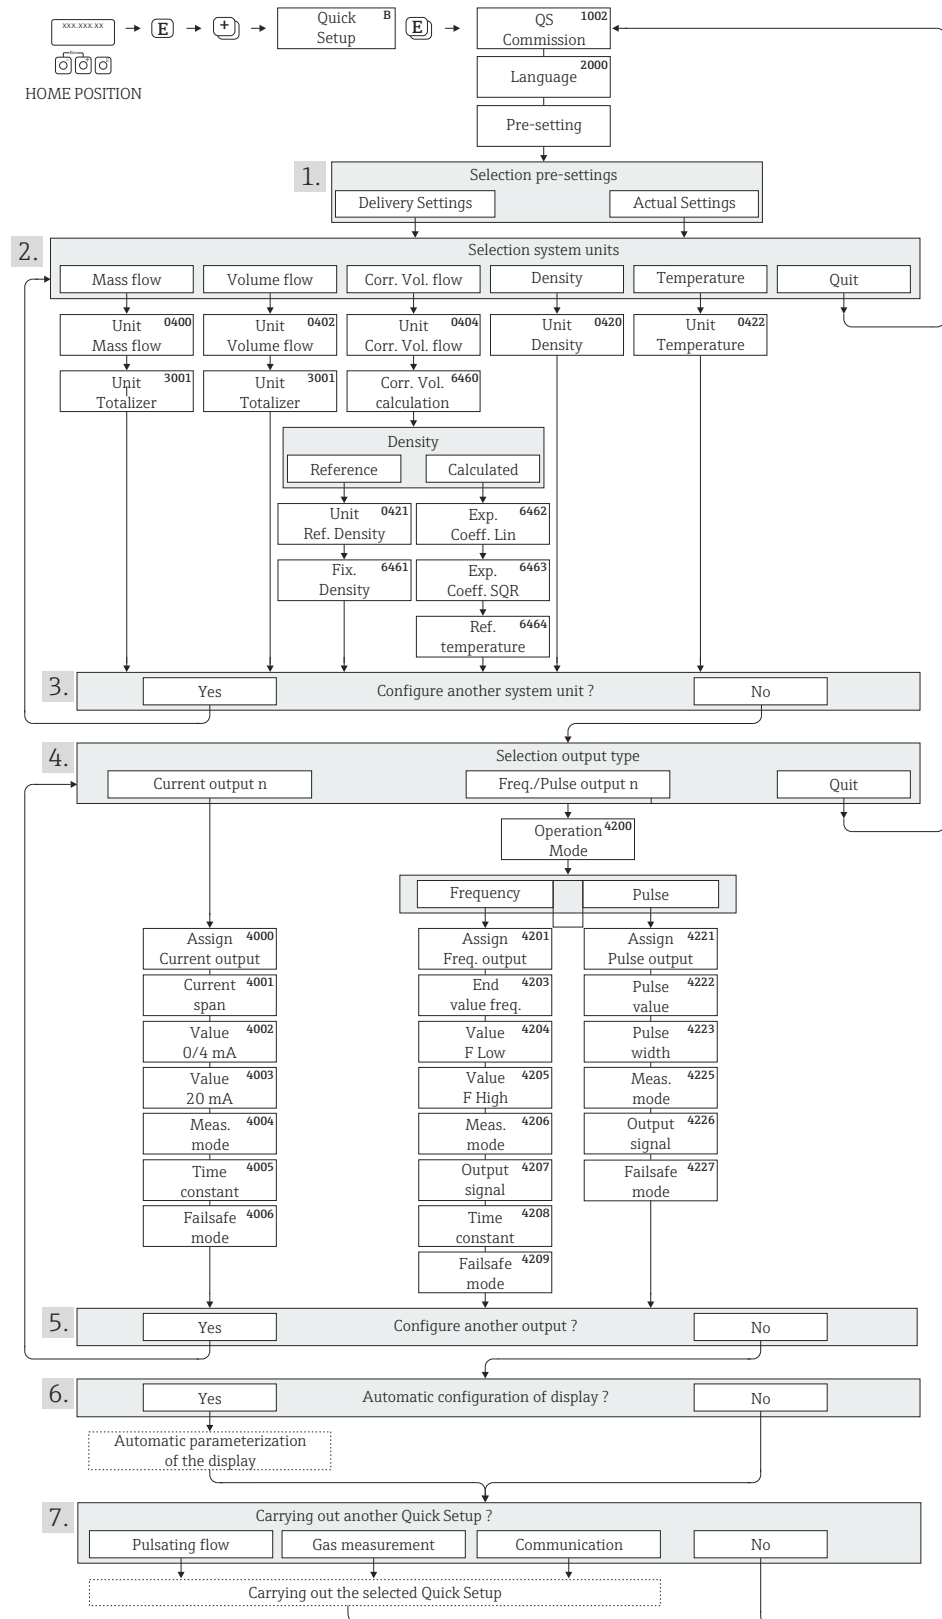 xxx.xxx.xx
E
+
Quick B
Setup
E
QS 1002
Commission
Esc
- + E
HOME POSITION
Language 2000
Pre-setting
1.
Selection pre-settings
Delivery Settings
Actual Settings
2.
Selection system units
Mass flow
Volume flow
Corr. Vol. flow
Density
Temperature
Quit
Unit 0400
Mass flow
Unit 0402
Volume flow
Unit 0404
Corr. Vol. flow
Unit 0420
Density
Unit 0422
Temperature
Unit 3001
Totalizer
Unit 3001
Totalizer
Corr. Vol. 6460
calculation
Density
Reference
Calculated
Unit 0421
Ref. Density
Exp. 6462
Coeff. Lin
Fix. 6461
Density
Exp. 6463
Coeff. SQR
Ref. 6464
temperature
3.
Yes
Configure another system unit ?
No
4.
Selection output type
Current output n
Freq./Pulse output n
Quit
Operation 4200
Mode
Frequency
Pulse
Assign 4000
Current output
Current 4001
span
Value 4002
0/4 mA
Value 4003
20 mA
Meas. 4004
mode
Time 4005
constant
Failsafe 4006
mode
Assign 4201
Freq. output
End 4203
value freq.
Value 4204
F Low
Value 4205
F High
Meas. 4206
mode
Output 4207
signal
Time 4208
constant
Failsafe 4209
mode
Assign 4221
Pulse output
Pulse 4222
value
Pulse 4223
width
Meas. 4225
mode
Output 4226
signal
Failsafe 4227
mode
5.
Yes
Configure another output ?
No
6.
Yes
Automatic configuration of display ?
No
Automatic parameterization
of the display
7.
Carrying out another Quick Setup ?
Pulsating flow
Gas measurement
Communication
No
Carrying out the selected Quick Setup